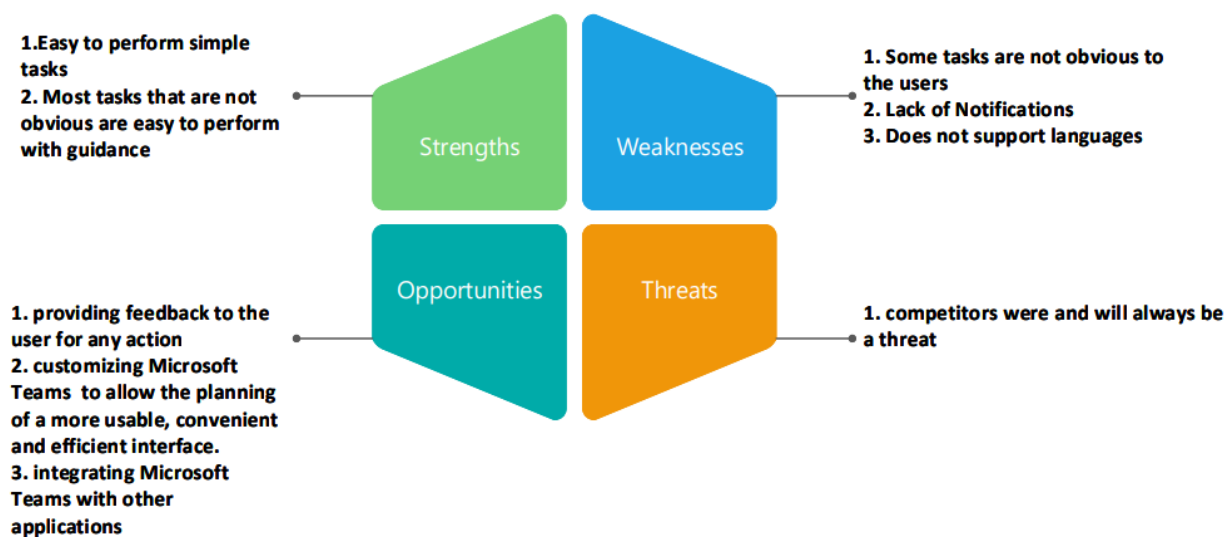 1.Easy to perform simple
tasks
2. Most tasks that are not
obvious are easy to perform
with guidance
Strengths
Weaknesses
1. Some tasks are not obvious to
the users
2. Lack of Notifications
3. Does not support languages
1. providing feedback to the
user for any action
2. customizing Microsoft
Teams to allow the planning
of a more usable, convenient
and efficient interface.
3. integrating Microsoft
Teams with other
applications
Opportunities
Threats
1. competitors were and will always be
a threat